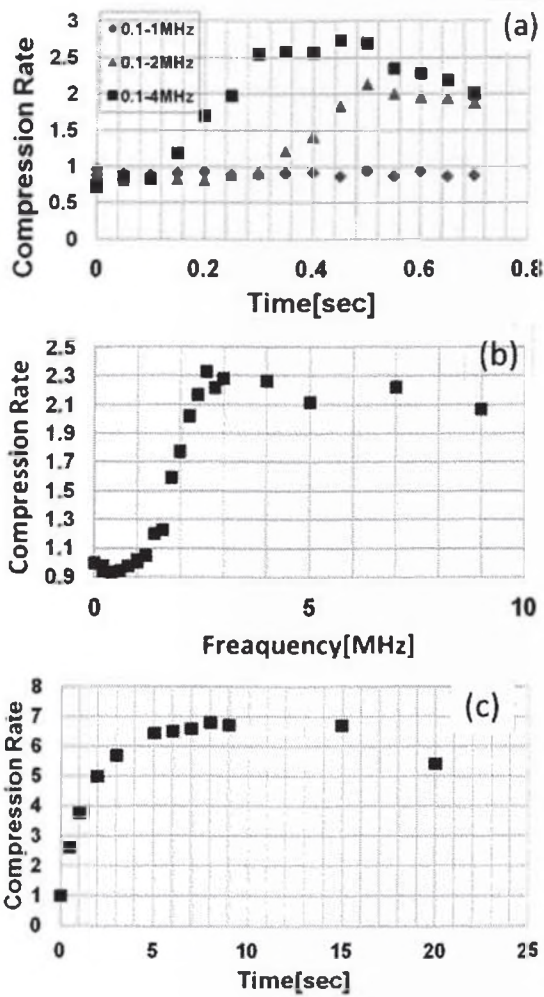 (a)
0.1-1MHz
0.1-2MHz
0.1-4MHz
3
2.5
2
1.5
1
0.5
0
0 0.2 0.4 0.6 0.8
Compression Rate
Time[sec]
(b)
2.5
2.3
2.1
1.9
1.7
1.5
1.3
1.1
0.9
0 5 10
Compression Rate
Freaquency[MHz]
(c)
8
7
6
5
4
3
2
1
0
0 5 10 15 20 25
Compression Rate
Time[sec]